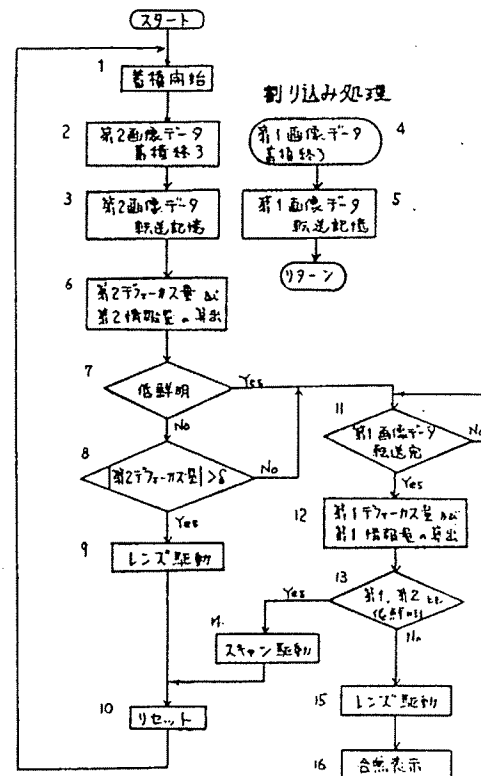 スタート
1
蓄積開始
割り込み処理
2
第2画像データ
蓄積終了
第1画像データ
蓄積終了
4
3
第2画像データ
転送記憶
第1画像データ
転送記憶
5
リターン
6
第2デフォーカス量 及び
第2情報量の算出
7
低鮮明
Yes
No
8
|第2デフォーカス量|>δ
No
Yes
9
レンズ駆動
10
リセット
11
第1画像データ
転送完
No
Yes
12
第1デフォーカス量 及び
第1情報量の算出
13
第1、第2とも
Yes
No
スキャン駆動
15
レンズ駆動
16
合焦表示